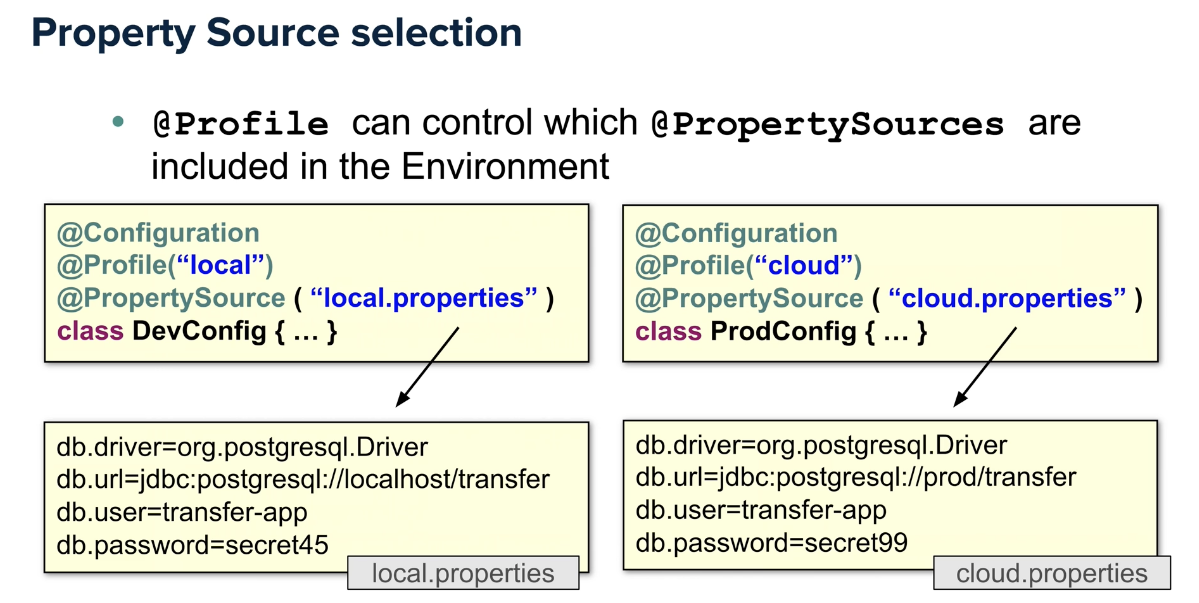 Property Source selection
• @Profile can control which @PropertySources are
included in the Environment
@Configuration
@Profile(“local”)
@PropertySource ( “local.properties” )
class DevConfig { … }
db.driver=org.postgresql.Driver
db.url=jdbc:postgresql://localhost/transfer
db.user=transfer-app
db.password=secret45
local.properties
@Configuration
@Profile(“cloud”)
@PropertySource ( “cloud.properties” )
class ProdConfig { … }
db.driver=org.postgresql.Driver
db.url=jdbc:postgresql://prod/transfer
db.user=transfer-app
db.password=secret99
cloud.properties